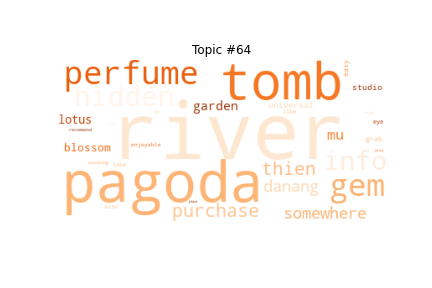 Topic #64
perfume
tomb
easy
studio
hidden
garden
universal
like
river
lotus
recommend
eye
mu
grab
blossom
enjoyable
info
thien
pagoda
danang
gem
purchase
somewhere